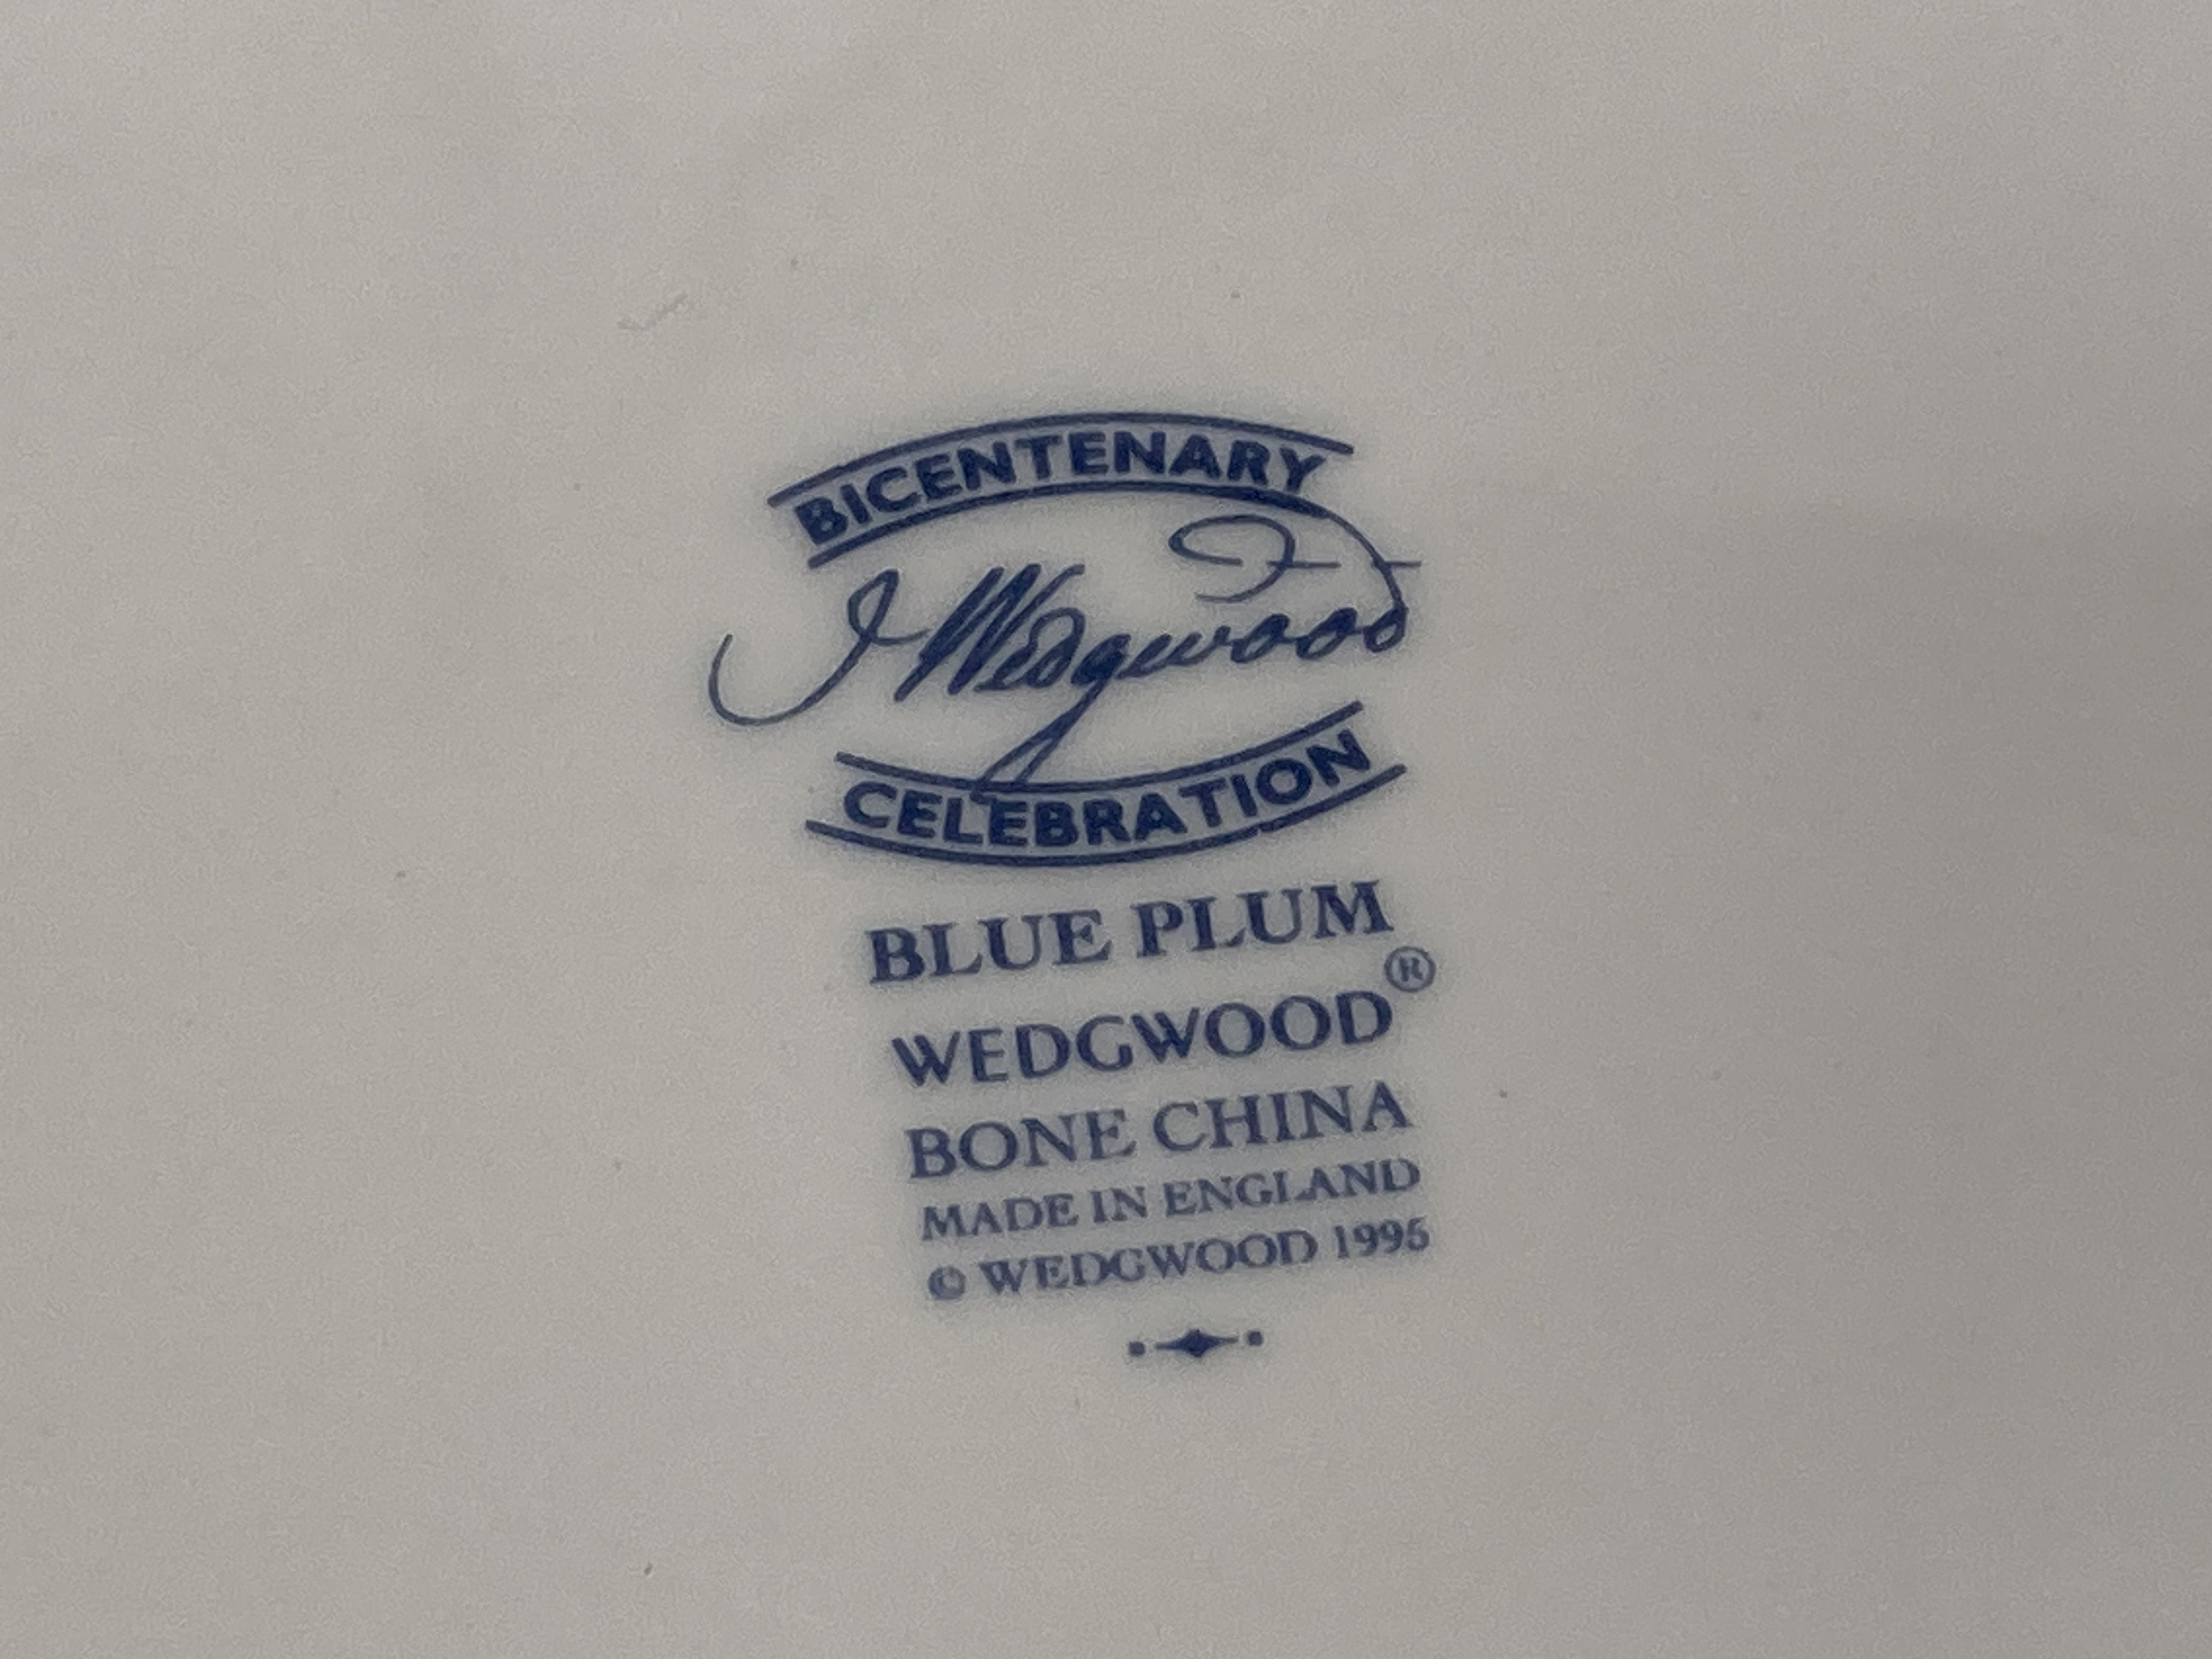 BICENTENARY
J Wedgwood
CELEBRATION
BLUE PLUM
WEDGWOOD®
BONE CHINA
MADE IN ENGLAND
© WEDGWOOD 1995